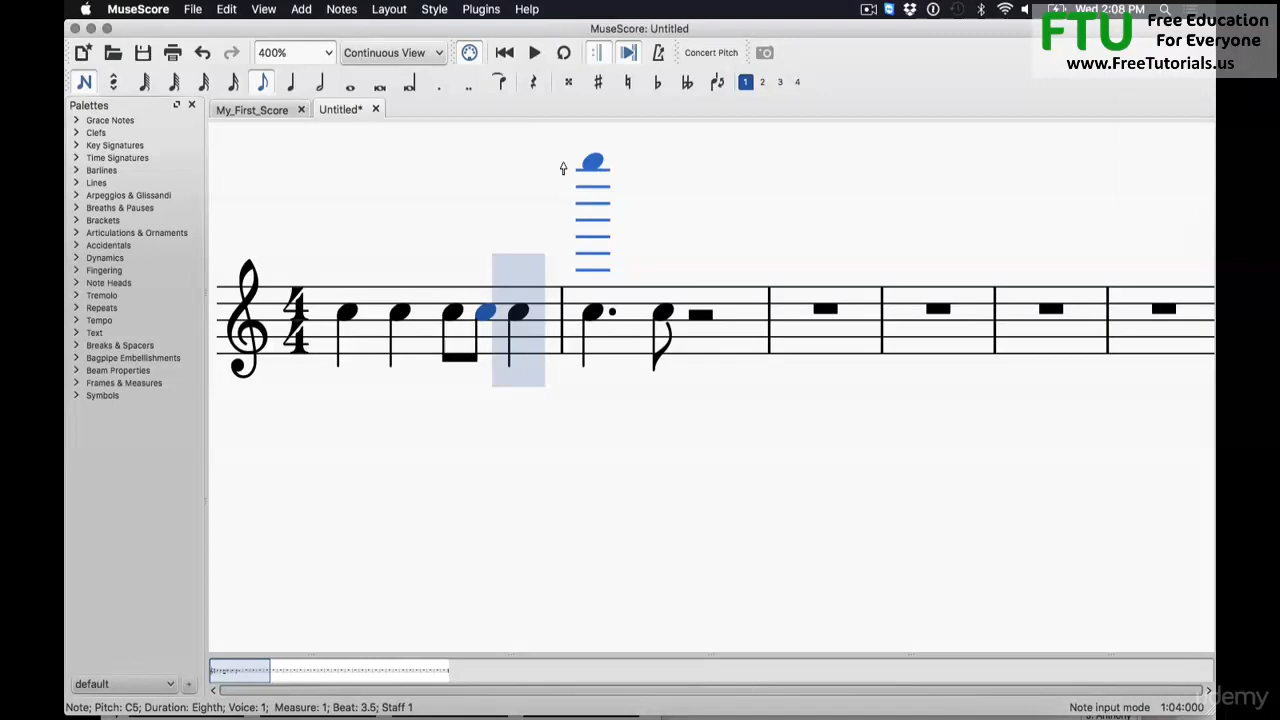 MuseScore File Edit View Add Notes Layout Style Plugins Help
Wed 2:08 PM
FTU Free Education
For Everyone
www.FreeTutorials.us
MuseScore: Untitled
400% Continuous View Concert Pitch
1 2 3 4
Palettes
My_First_Score Untitled*
Grace Notes
Clefs
Key Signatures
Time Signatures
Barlines
Lines
Arpeggios & Glissandi
Breaths & Pauses
Brackets
Articulations & Ornaments
Accidentals
Dynamics
Fingering
Note Heads
Tremolo
Repeats
Tempo
Text
Breaks & Spacers
Bagpipe Embellishments
Beam Properties
Frames & Measures
Symbols
4
4
default
Note; Pitch: C5; Duration: Eighth; Voice: 1; Measure: 1; Beat: 3.5; Staff 1
Note input mode 1:04:000
udemy